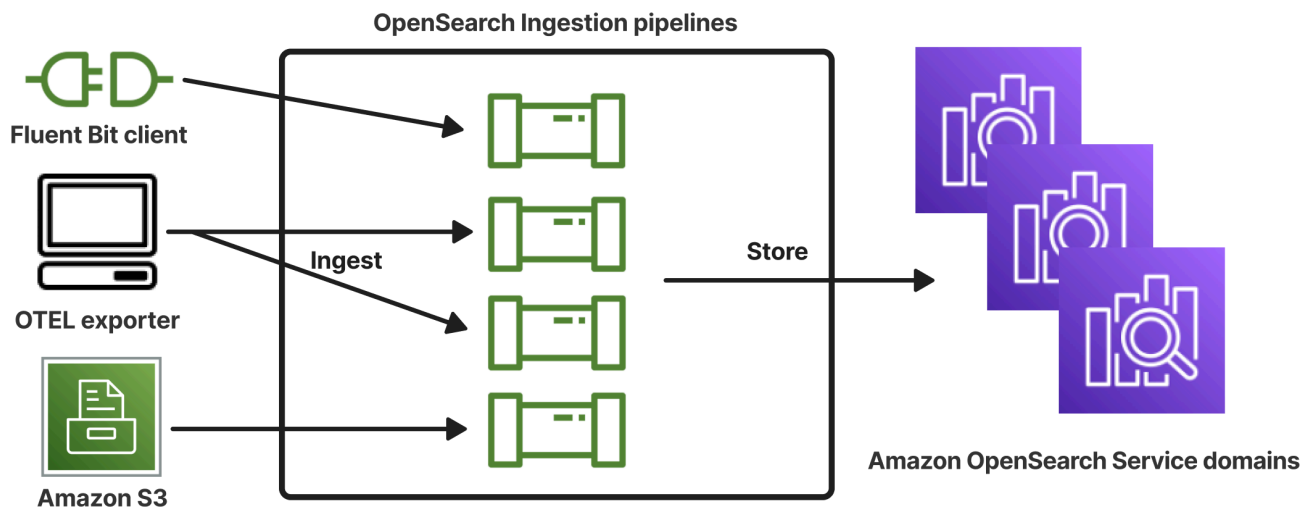 OpenSearch Ingestion pipelines
Fluent Bit client
OTEL exporter
Amazon S3
Ingest
Store
Amazon OpenSearch Service domains